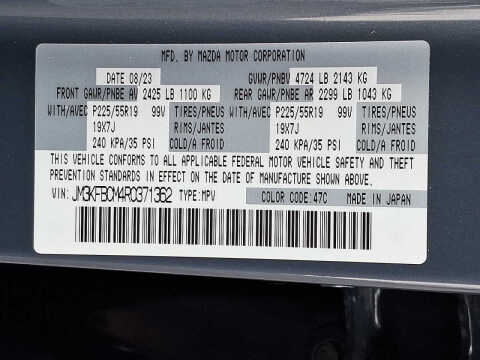 MFD. BY MAZDA MOTOR CORPORATION
DATE 08/23 GVWR/PNBV 4724 LB 2143 KG
FRONT GAWR/PNBE AV 2425 LB 1100 KG REAR GAWR/PNBE AR 2299 LB 1043 KG
WITH/AVEC P225/55R19 99V TIRES/PNEUS WITH/AVEC P225/55R19 99V TIRES/PNEUS
19X7J RIMS/JANTES 19X7J RIMS/JANTES
240 KPA/35 PSI COLD/A FROID 240 KPA/35 PSI COLD/A FROID
THIS VEHICLE CONFORMS TO ALL APPLICABLE FEDERAL MOTOR VEHICLE SAFETY AND THEFT
PREVENTION STANDARDS IN EFFECT ON THE DATE OF MANUFACTURE SHOWN ABOVE.
VIN: JM3KFBCM4R0371362 TYPE: MPV COLOR CODE: 47C MADE IN JAPAN